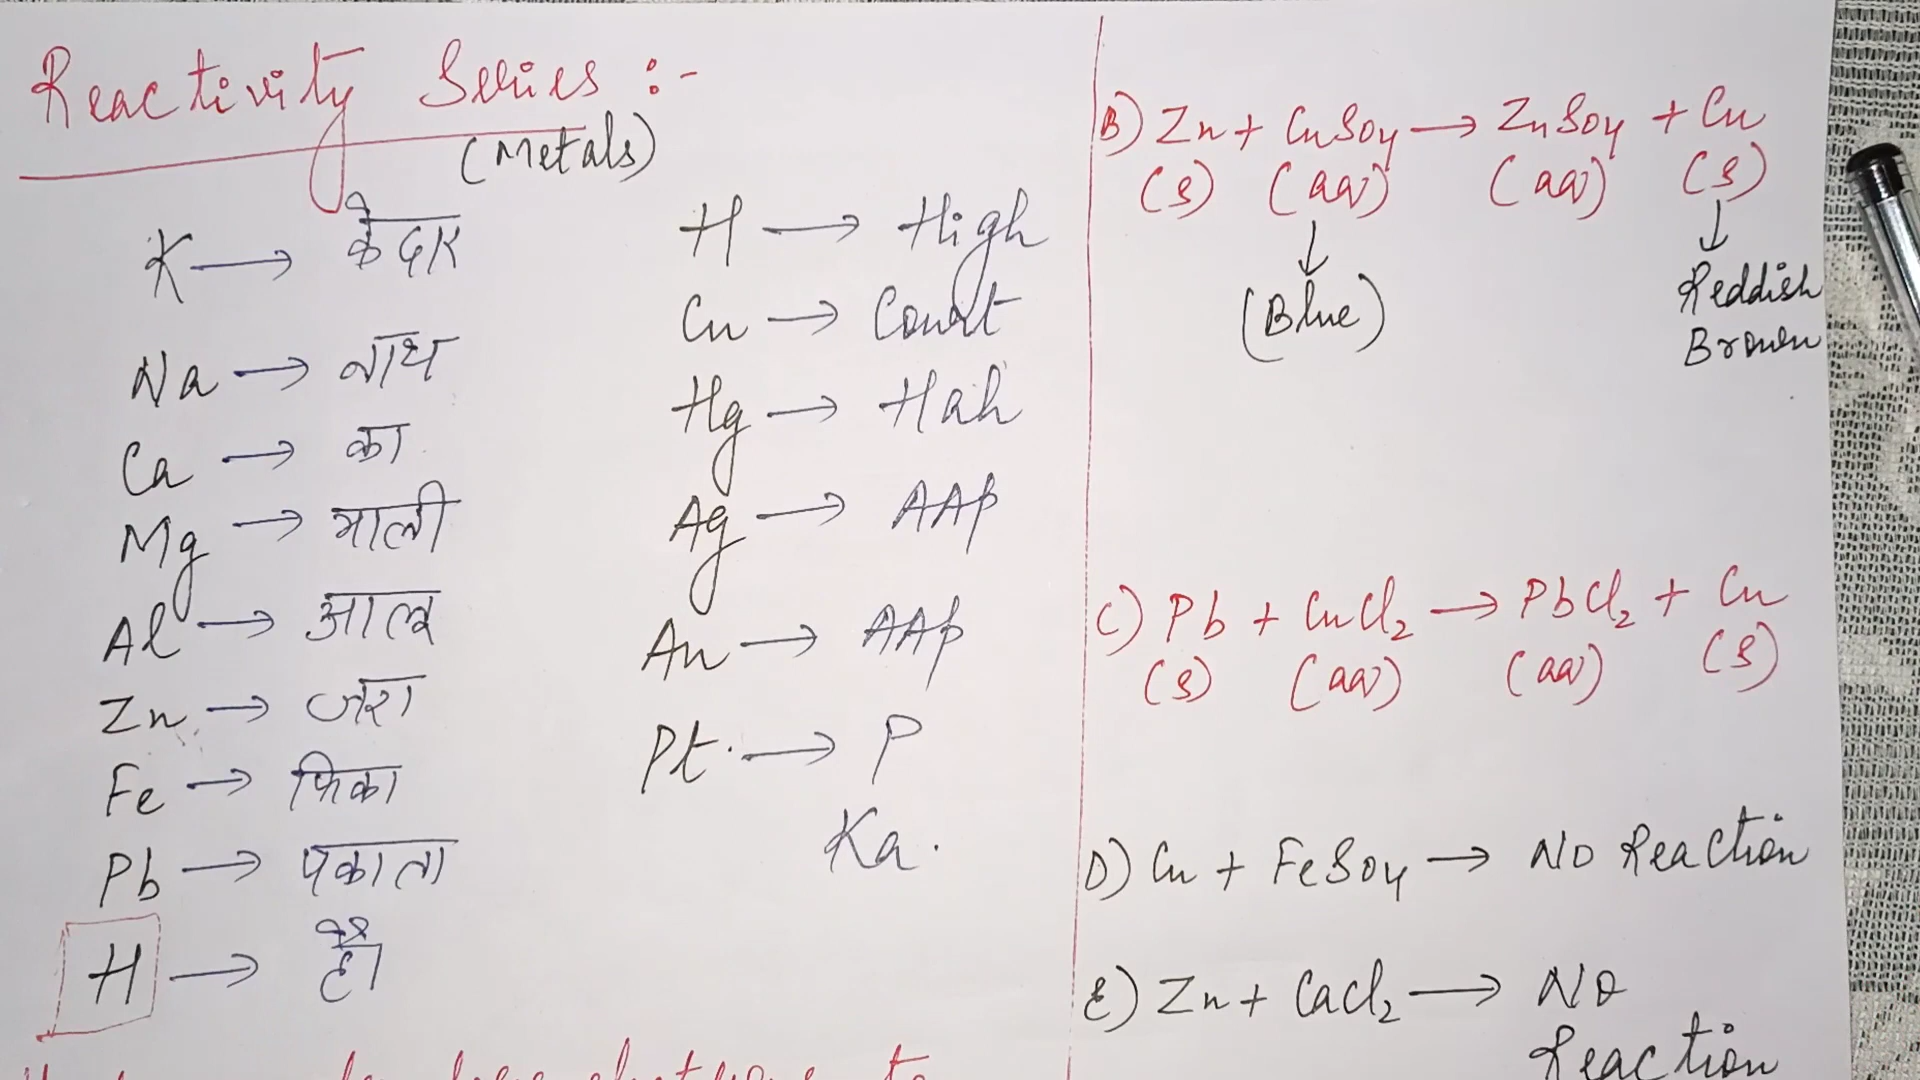 Reactivity Series :-
(Metals)
K → केदार
Na → नाथ
Ca → का
Mg → माली
Al → आलू
Zn → जरा
Fe → फिका
Pb → पकाता
H → है।
H → High
Cu → Court
Hg → Hah
Ag → AAP
Au → AAP
Pt. → P
Ka.
B) Zn + CuSO4 → ZnSO4 + Cu
(s) (aq) (aq) (s)
↓ ↓
(Blue) Reddish
Brown
C) Pb + CuCl₂ → PbCl₂ + Cu
(s) (aq) (aq) (s)
D) Cu + FeSO4 → No Reaction
E) Zn + CaCl₂ → No
Reaction